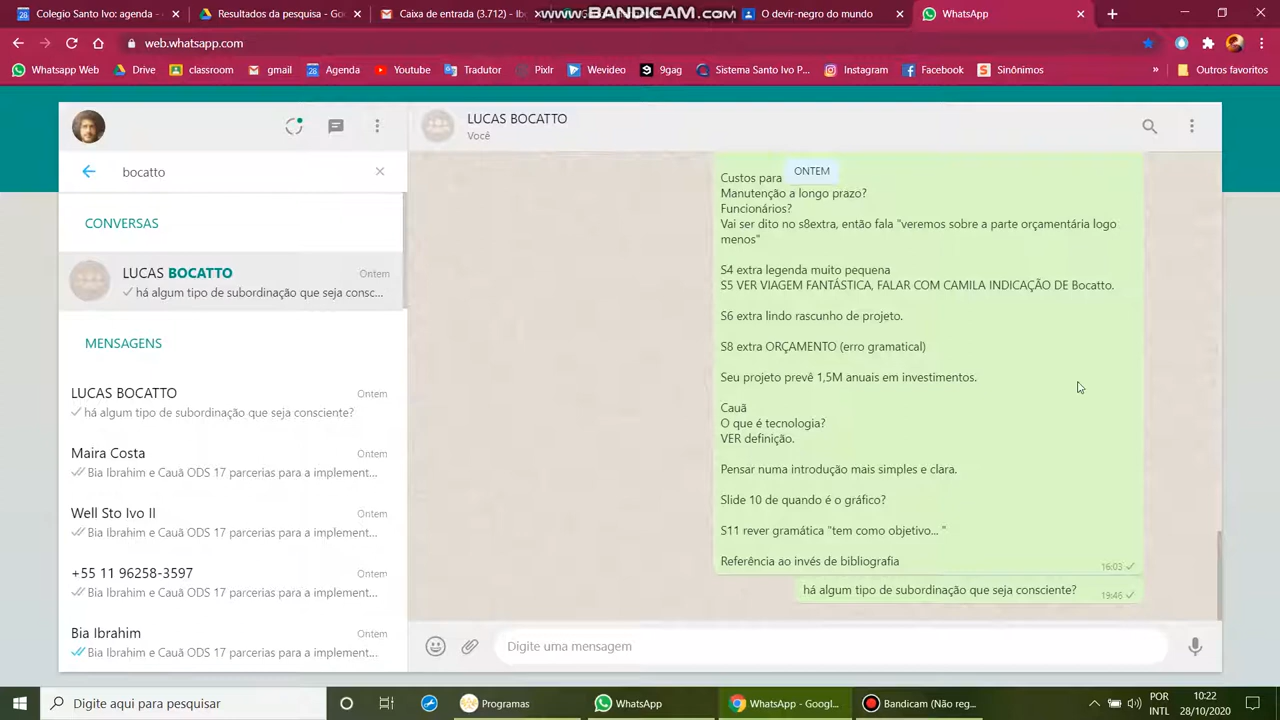 Colegio Santo Ivo: agenda -
Resultados da pesquisa - Go
Caixa de entrada (3.712) - Ib
www.BANDICAM.com
O devir-negro do mundo
WhatsApp
web.whatsapp.com
Whatsapp Web
Drive
classroom
gmail
Agenda
Youtube
Tradutor
Pixlr
Wevideo
9gag
Sistema Santo Ivo P...
Instagram
Facebook
Sinônimos
»
Outros favoritos
bocatto
CONVERSAS
LUCAS BOCATTO
Ontem
há algum tipo de subordinação que seja consc...
MENSAGENS
LUCAS BOCATTO
Ontem
há algum tipo de subordinação que seja consciente?
Maira Costa
Ontem
Bia Ibrahim e Cauã ODS 17 parcerias para a implement...
Well Sto Ivo II
Ontem
Bia Ibrahim e Cauã ODS 17 parcerias para a implement...
+55 11 96258-3597
Ontem
Bia Ibrahim e Cauã ODS 17 parcerias para a implement...
Bia Ibrahim
Ontem
Bia Ibrahim e Cauã ODS 17 parcerias para a implement...
LUCAS BOCATTO
Você
ONTEM
Custos para
Manutenção a longo prazo?
Funcionários?
Vai ser dito no s8extra, então fala "veremos sobre a parte orçamentária logo
menos"
S4 extra legenda muito pequena
S5 VER VIAGEM FANTÁSTICA, FALAR COM CAMILA INDICAÇÃO DE Bocatto.
S6 extra lindo rascunho de projeto.
S8 extra ORÇAMENTO (erro gramatical)
Seu projeto prevê 1,5M anuais em investimentos.
Cauã
O que é tecnologia?
VER definição.
Pensar numa introdução mais simples e clara.
Slide 10 de quando é o gráfico?
S11 rever gramática "tem como objetivo... "
Referência ao invés de bibliografia
16:03
há algum tipo de subordinação que seja consciente?
19:46
Digite uma mensagem
Digite aqui para pesquisar
Programas
WhatsApp
WhatsApp - Googl...
Bandicam (Não reg...
POR
INTL
10:22
28/10/2020